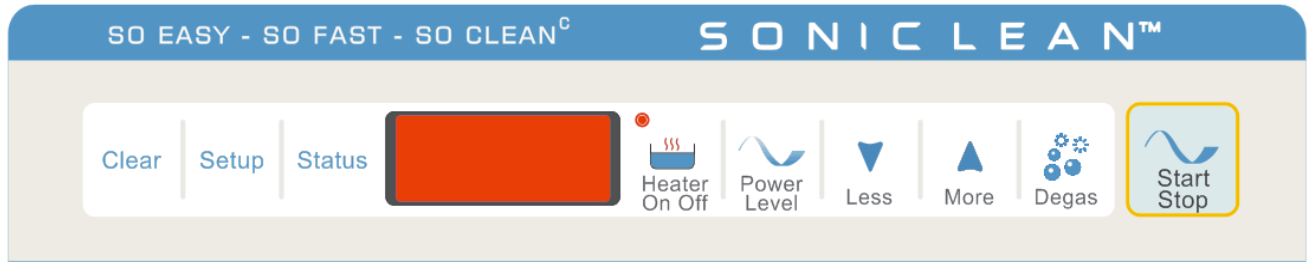 SO EASY - SO FAST - SO CLEANᶜ
SONICLEAN™
Clear
Setup
Status
Heater
On Off
Power
Level
Less
More
Degas
Start
Stop